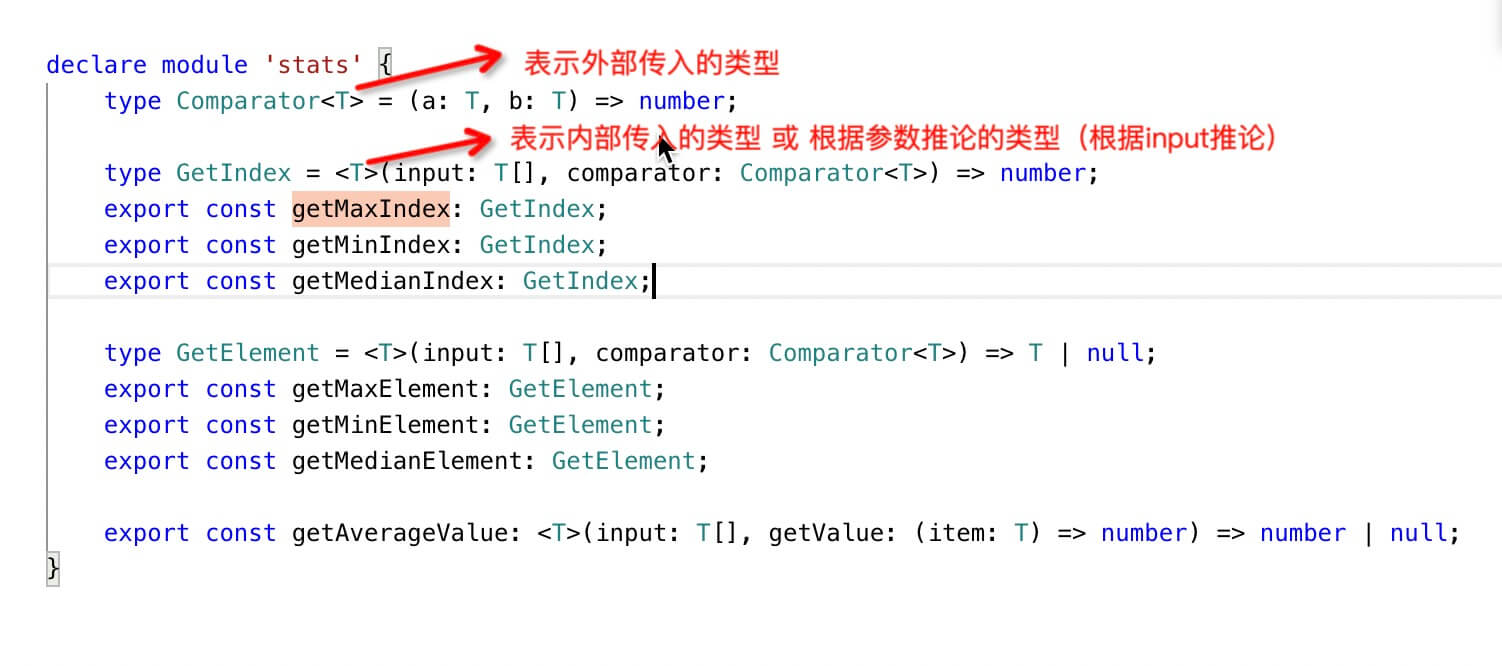 declare module 'stats' {
表示外部传入的类型
type Comparator<T> = (a: T, b: T) => number;
表示内部传入的类型 或 根据参数推论的类型（根据input推论）
type GetIndex = <T>(input: T[], comparator: Comparator<T>) => number;
export const getMaxIndex: GetIndex;
export const getMinIndex: GetIndex;
export const getMedianIndex: GetIndex;
type GetElement = <T>(input: T[], comparator: Comparator<T>) => T | null;
export const getMaxElement: GetElement;
export const getMinElement: GetElement;
export const getMedianElement: GetElement;
export const getAverageValue: <T>(input: T[], getValue: (item: T) => number) => number | null;
}